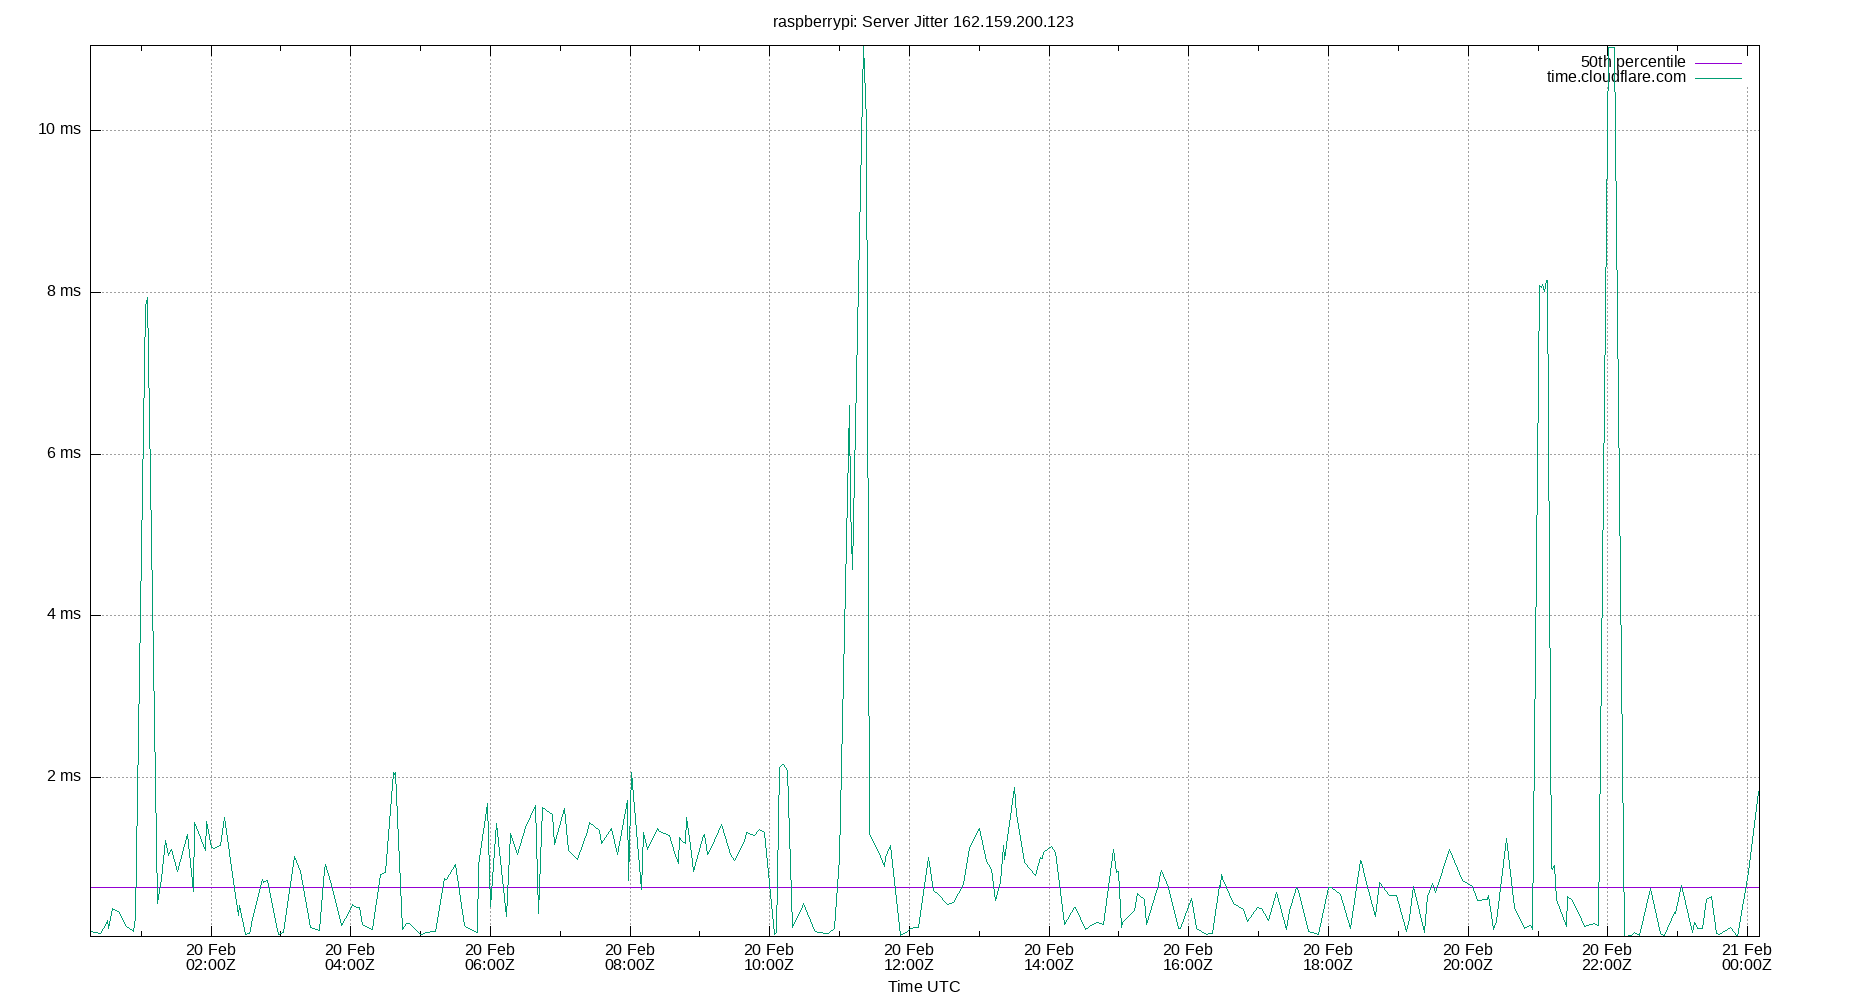 raspberrypi: Server Jitter 162.159.200.123
50th percentile
time.cloudflare.com
10 ms
8 ms
6 ms
4 ms
2 ms
20 Feb 20 Feb 20 Feb 20 Feb 20 Feb 20 Feb 20 Feb 20 Feb 20 Feb 20 Feb 20 Feb 21 Feb
02:00Z 04:00Z 06:00Z 08:00Z 10:00Z 12:00Z 14:00Z 16:00Z 18:00Z 20:00Z 22:00Z 00:00Z
Time UTC